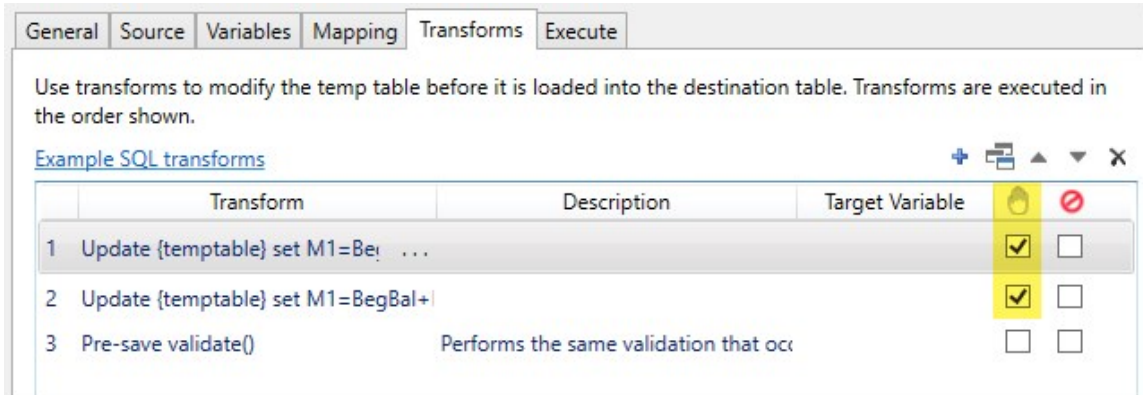 General Source Variables Mapping Transforms Execute
Use transforms to modify the temp table before it is loaded into the destination table. Transforms are executed in
the order shown.
Example SQL transforms
Transform Description Target Variable
1 Update {temptable} set M1=Be ...
2 Update {temptable} set M1=BegBal+
3 Pre-save validate() Performs the same validation that